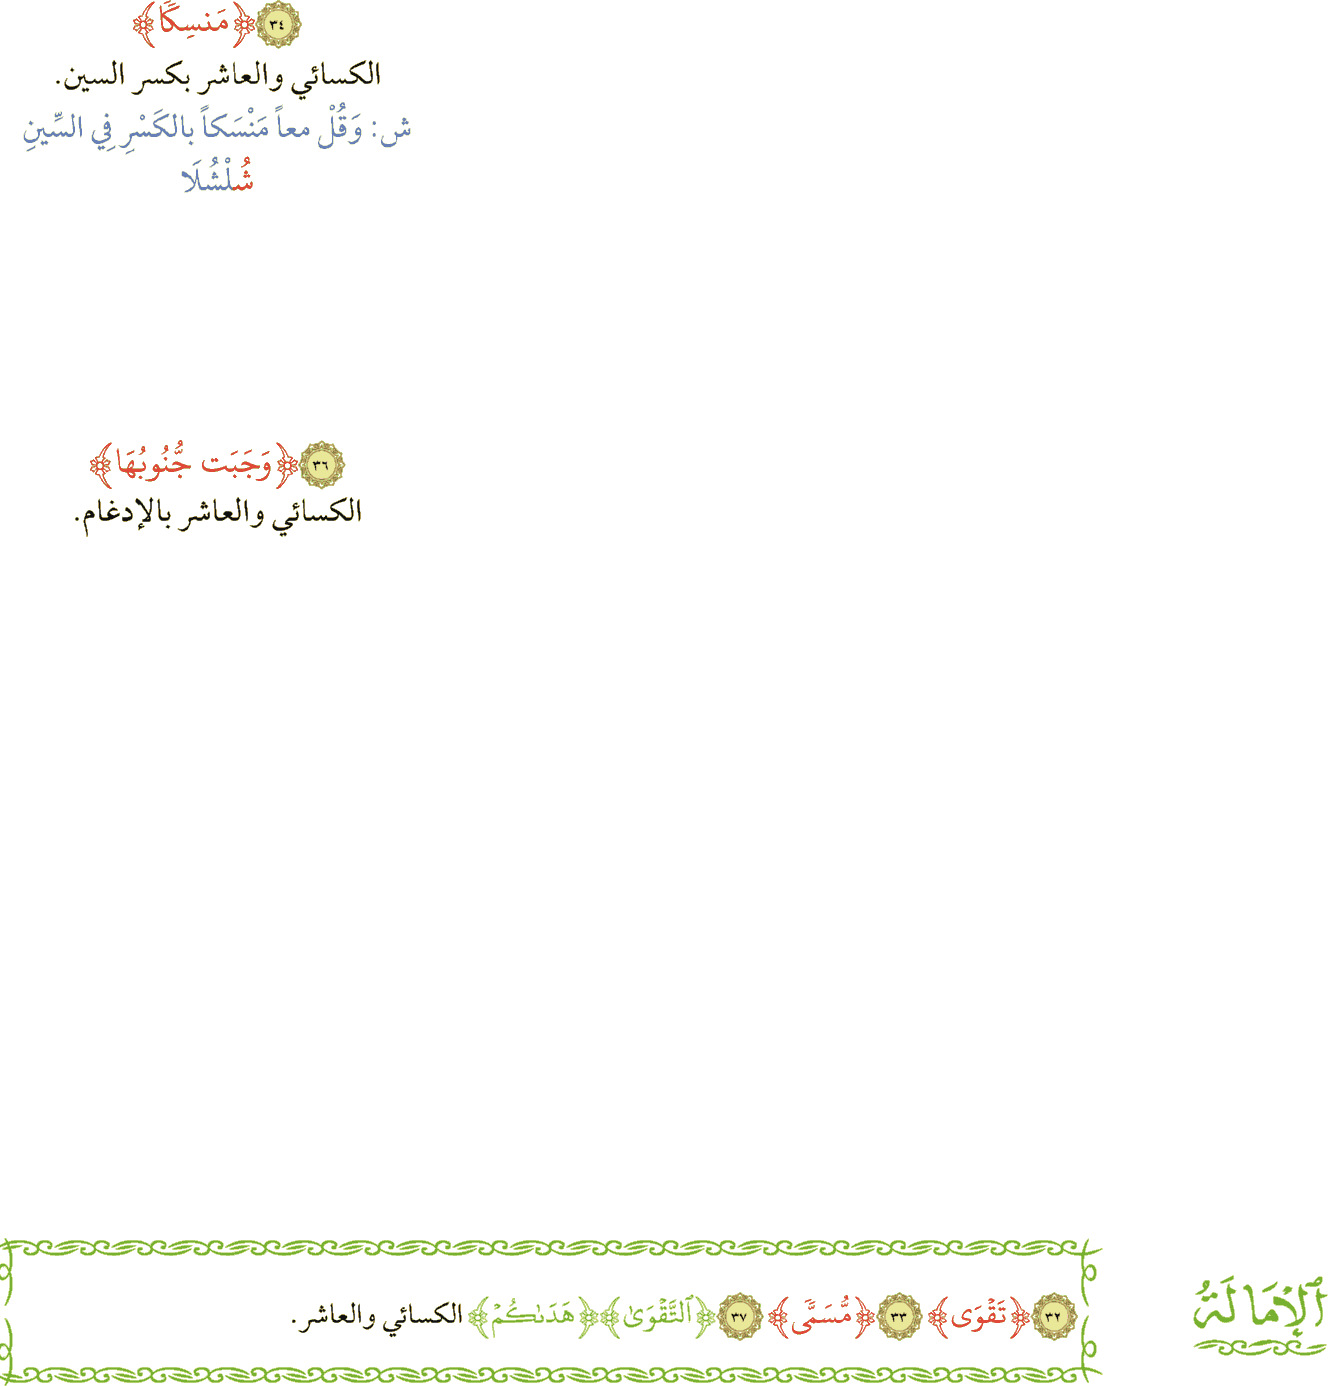 ٣٤ ﴿مَنسِكًا﴾
الكسائي والعاشر بكسر السين.
ش: وَقُلْ معاً مَنْسَكاً بالكَسْرِ فِي السِّينِ
شُلْشُلَا
٣٦ ﴿وَجَبَت جُّنُوبُهَا﴾
الكسائي والعاشر بالإدغام.
ٱلْإِمَالَةُ
٣٢ ﴿تَقْوَى﴾ ٣٣ ﴿مُّسَمًّى﴾ ٣٧ ﴿ٱلتَّقْوَىٰ﴾ ﴿هَدَىٰكُمْ﴾ الكسائي والعاشر.